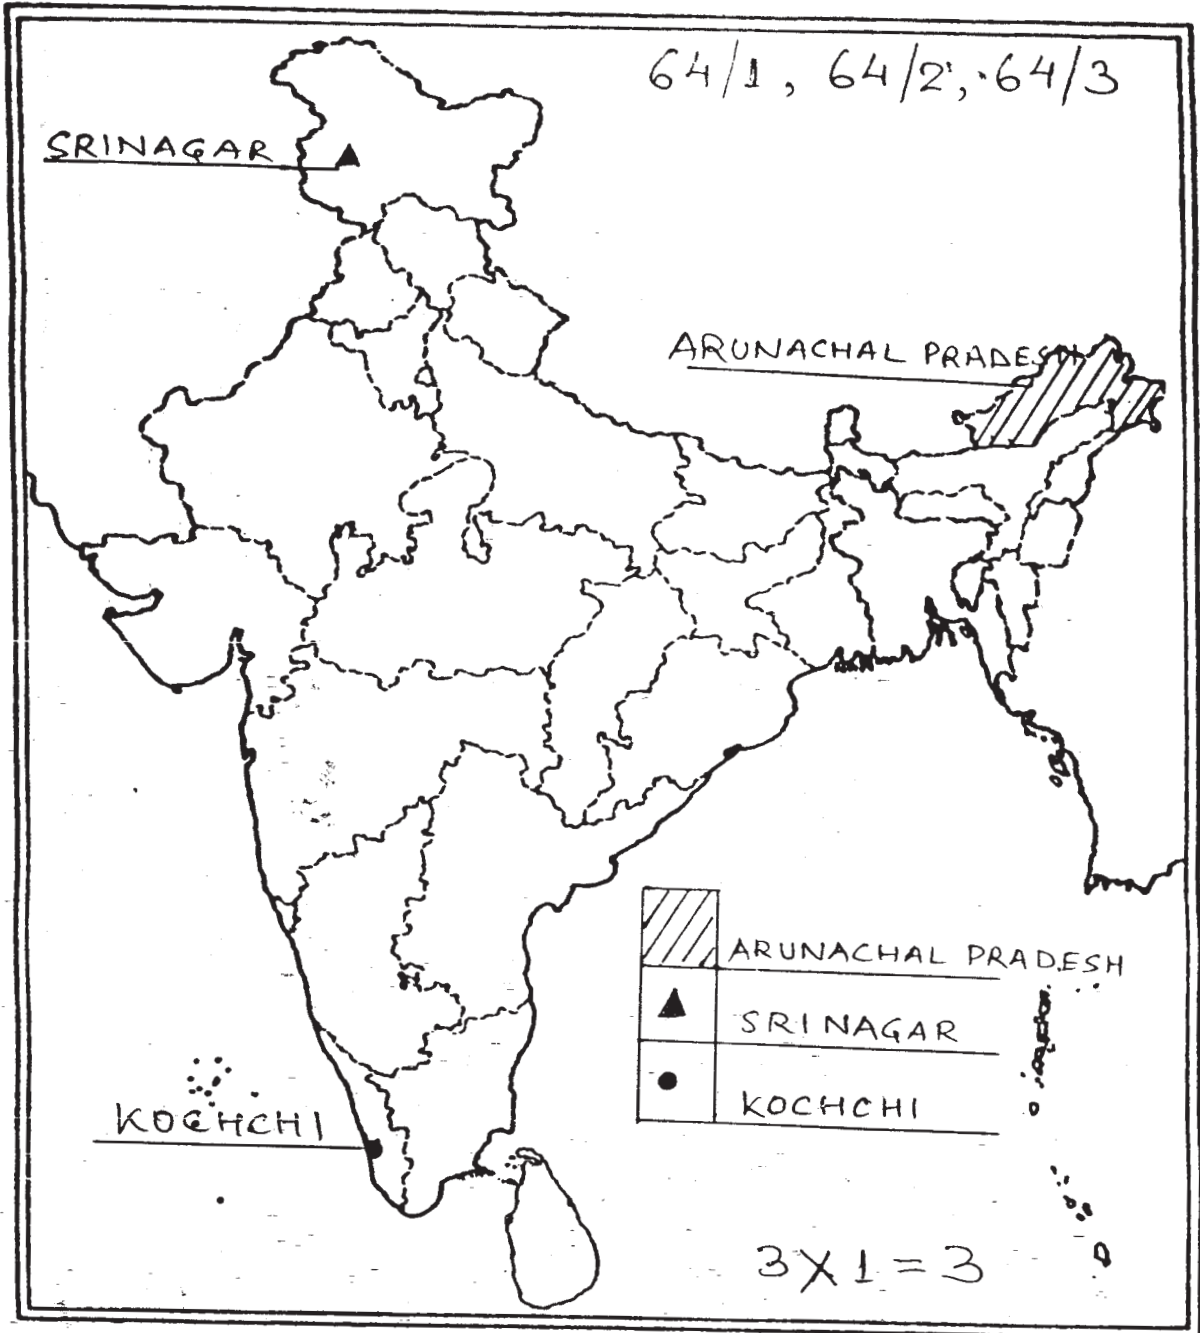 64/1, 64/2, 64/3
SRINAGAR
ARUNACHAL PRADESH
ARUNACHAL PRADESH
SRINAGAR
KOCHCHI
KOCHCHI
3X1=3